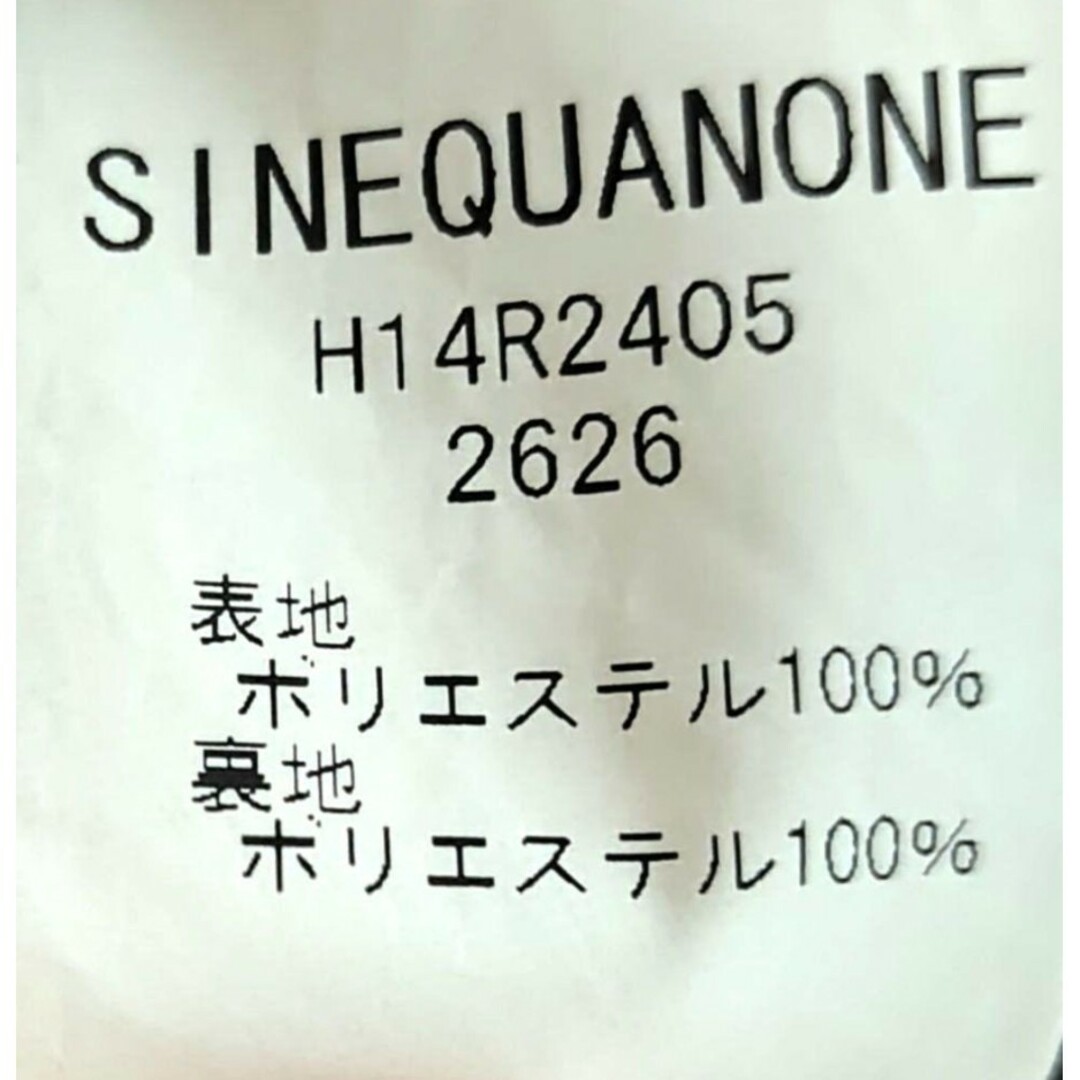 SINEQUANONE
H14R2405
2626
表地
ポリエステル100%
裏地
ポリエステル100%